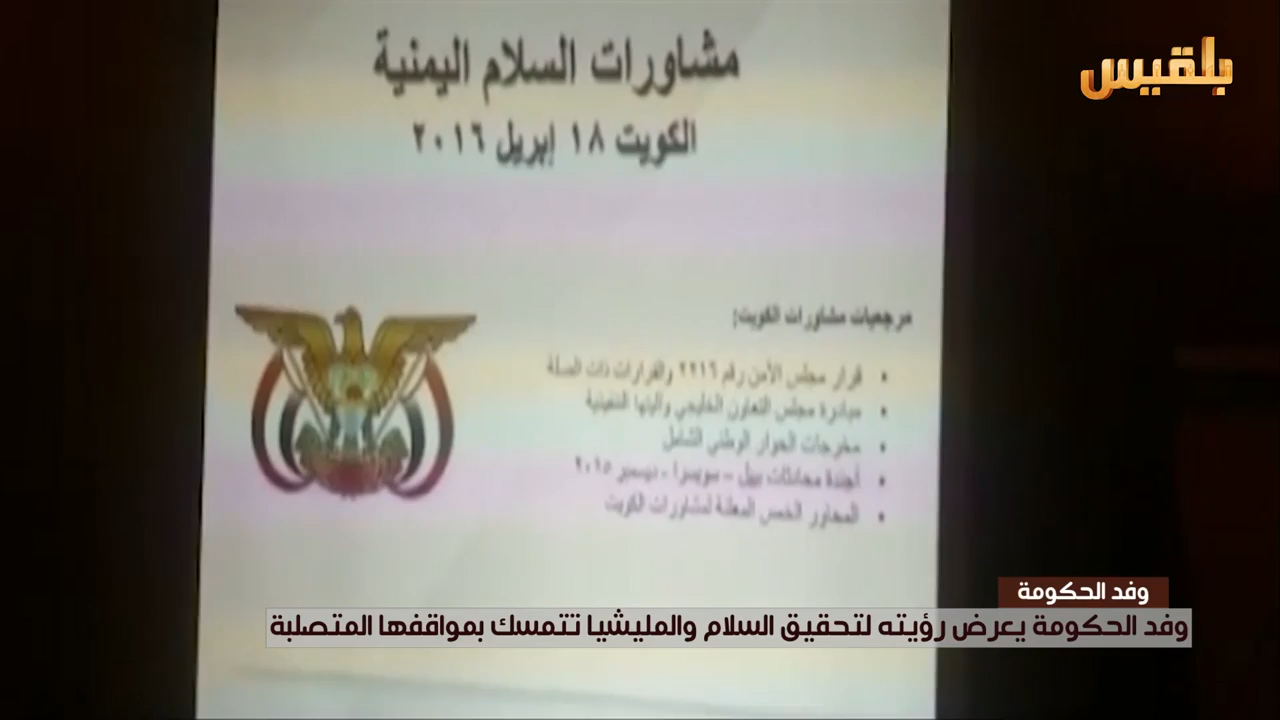 بلقيس
مشاورات السلام اليمنية
الكويت ١٨ إبريل ٢٠١٦
مرجعيات مشاورات الكويت:
• قرار مجلس الأمن رقم ٢٢١٦ والقرارات ذات الصلة
• مبادرة مجلس التعاون الخليجي وآليتها التنفيذية
• مخرجات الحوار الوطني الشامل
• أجندة محادثات بييل – سويسرا - ديسمبر ٢٠١٥
• المحاور الخمس المعلنة لمشاورات الكويت
وفد الحكومة
وفد الحكومة يعرض رؤيته لتحقيق السلام والمليشيا تتمسك بمواقفها المتصلبة